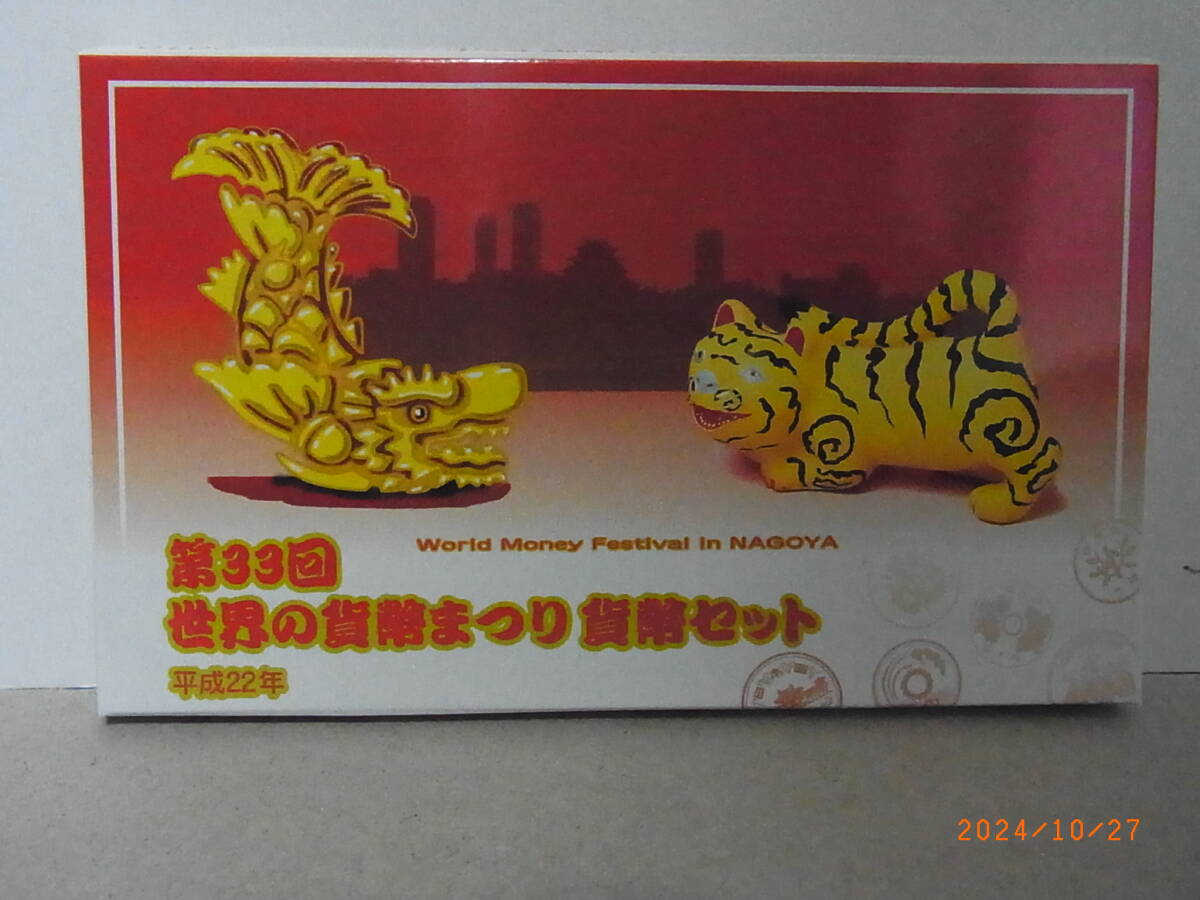 World Money Festival in NAGOYA
第33回
世界の貨幣まつり 貨幣セット
平成22年
2024/10/27